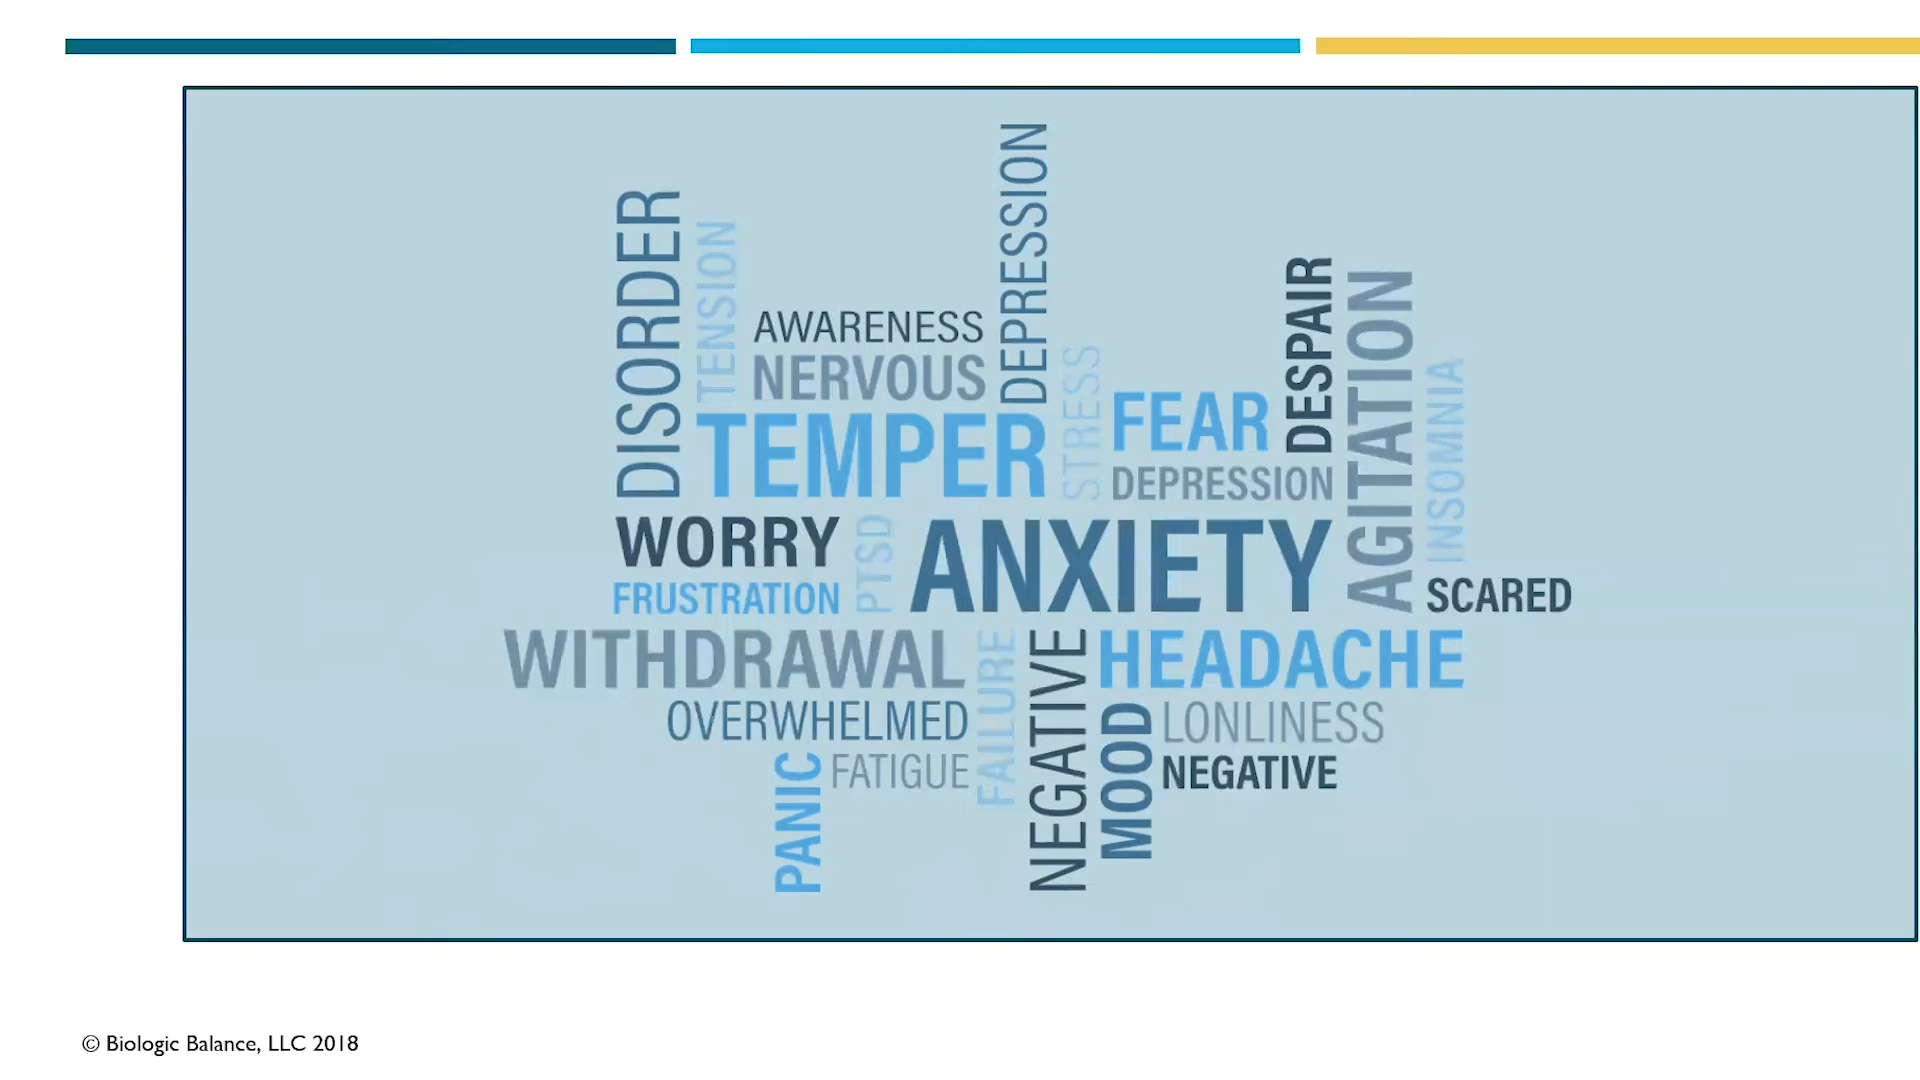 DISORDER
TENSION
AWARENESS
NERVOUS
DEPRESSION
TEMPER
STRESS
FEAR
DEPRESSION
DESPAIR
AGITATION
INSOMNIA
WORRY
FRUSTRATION
PTSD
ANXIETY
SCARED
WITHDRAWAL
FAILURE
NEGATIVE
HEADACHE
OVERWHELMED
MOOD
LONLINESS
PANIC
FATIGUE
NEGATIVE
© Biologic Balance, LLC 2018